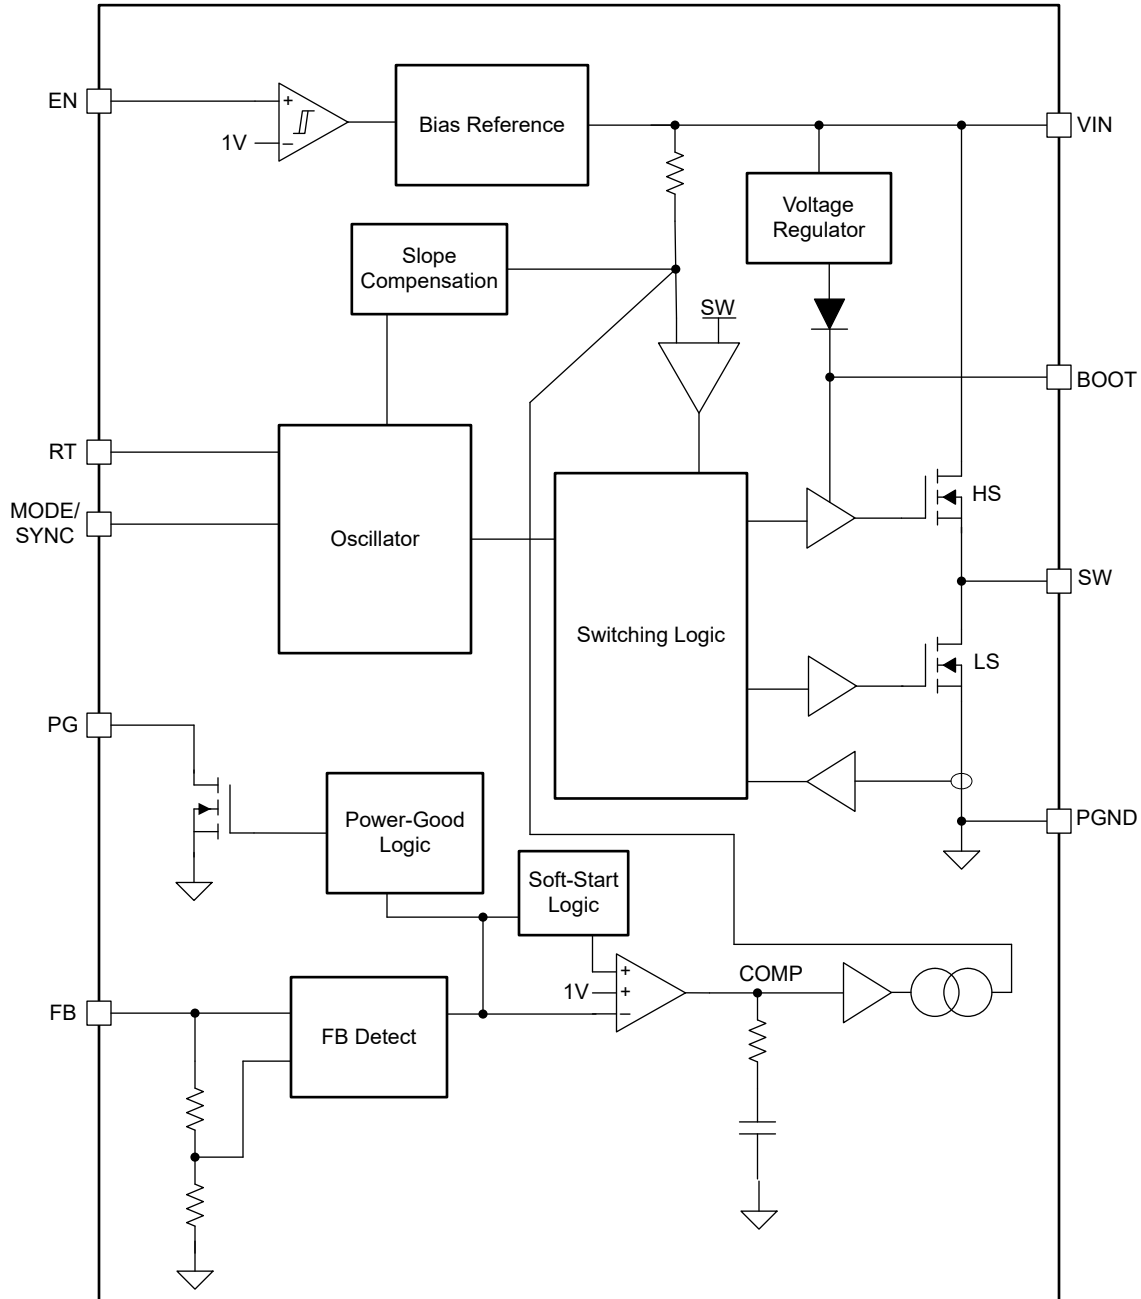 EN
+
1V
−
Bias Reference
VIN
Voltage
Regulator
Slope
Compensation
SW
BOOT
RT
MODE/
SYNC
Oscillator
HS
SW
Switching Logic
LS
PG
Power-Good
Logic
PGND
Soft-Start
Logic
COMP
+
1V
+
−
FB
FB Detect